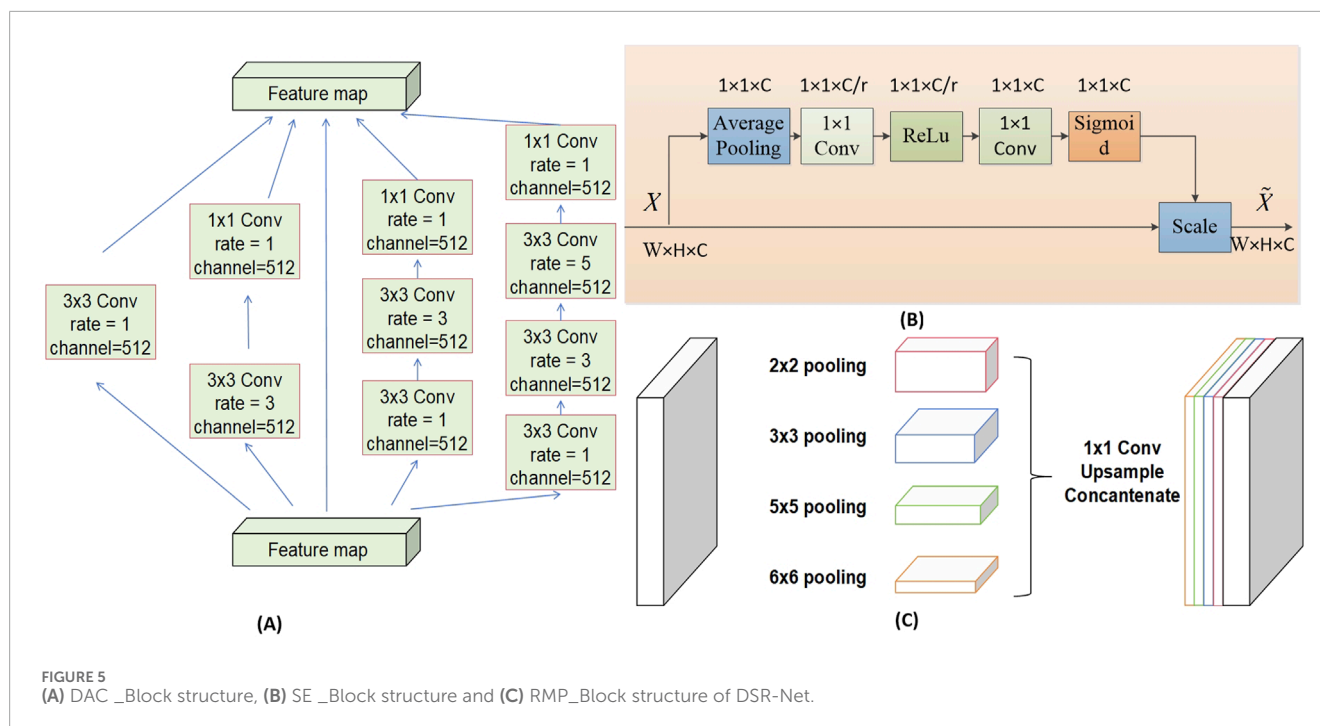 Feature map
3x3 Conv
rate = 1
channel=512
1x1 Conv
rate = 1
channel=512
3x3 Conv
rate = 3
channel=512
1x1 Conv
rate = 1
channel=512
3x3 Conv
rate = 3
channel=512
3x3 Conv
rate = 1
channel=512
1x1 Conv
rate = 1
channel=512
3x3 Conv
rate = 5
channel=512
3x3 Conv
rate = 3
channel=512
3x3 Conv
rate = 1
channel=512
Feature map
(A)
1×1×C 1×1×C/r 1×1×C/r 1×1×C 1×1×C
Average
Pooling
1×1
Conv
ReLu
1×1
Conv
Sigmoi
d
X
W×H×C
Scale
X̃
W×H×C
(B)
2x2 pooling
3x3 pooling
5x5 pooling
6x6 pooling
1x1 Conv
Upsample
Concantenate
(C)
FIGURE 5
(A) DAC _Block structure, (B) SE _Block structure and (C) RMP_Block structure of DSR-Net.